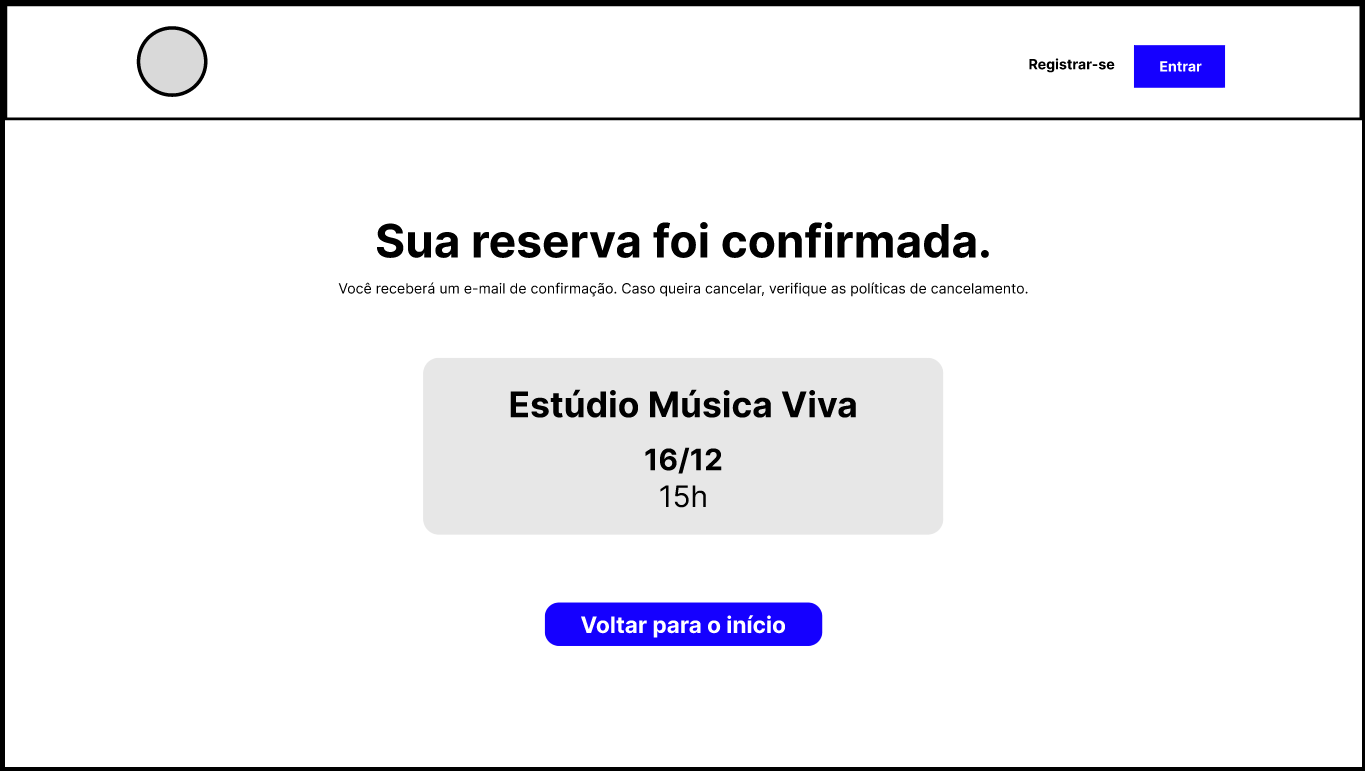 Registrar-se
Entrar
Sua reserva foi confirmada.
Você receberá um e-mail de confirmação. Caso queira cancelar, verifique as políticas de cancelamento.
Estúdio Música Viva
16/12
15h
Voltar para o início